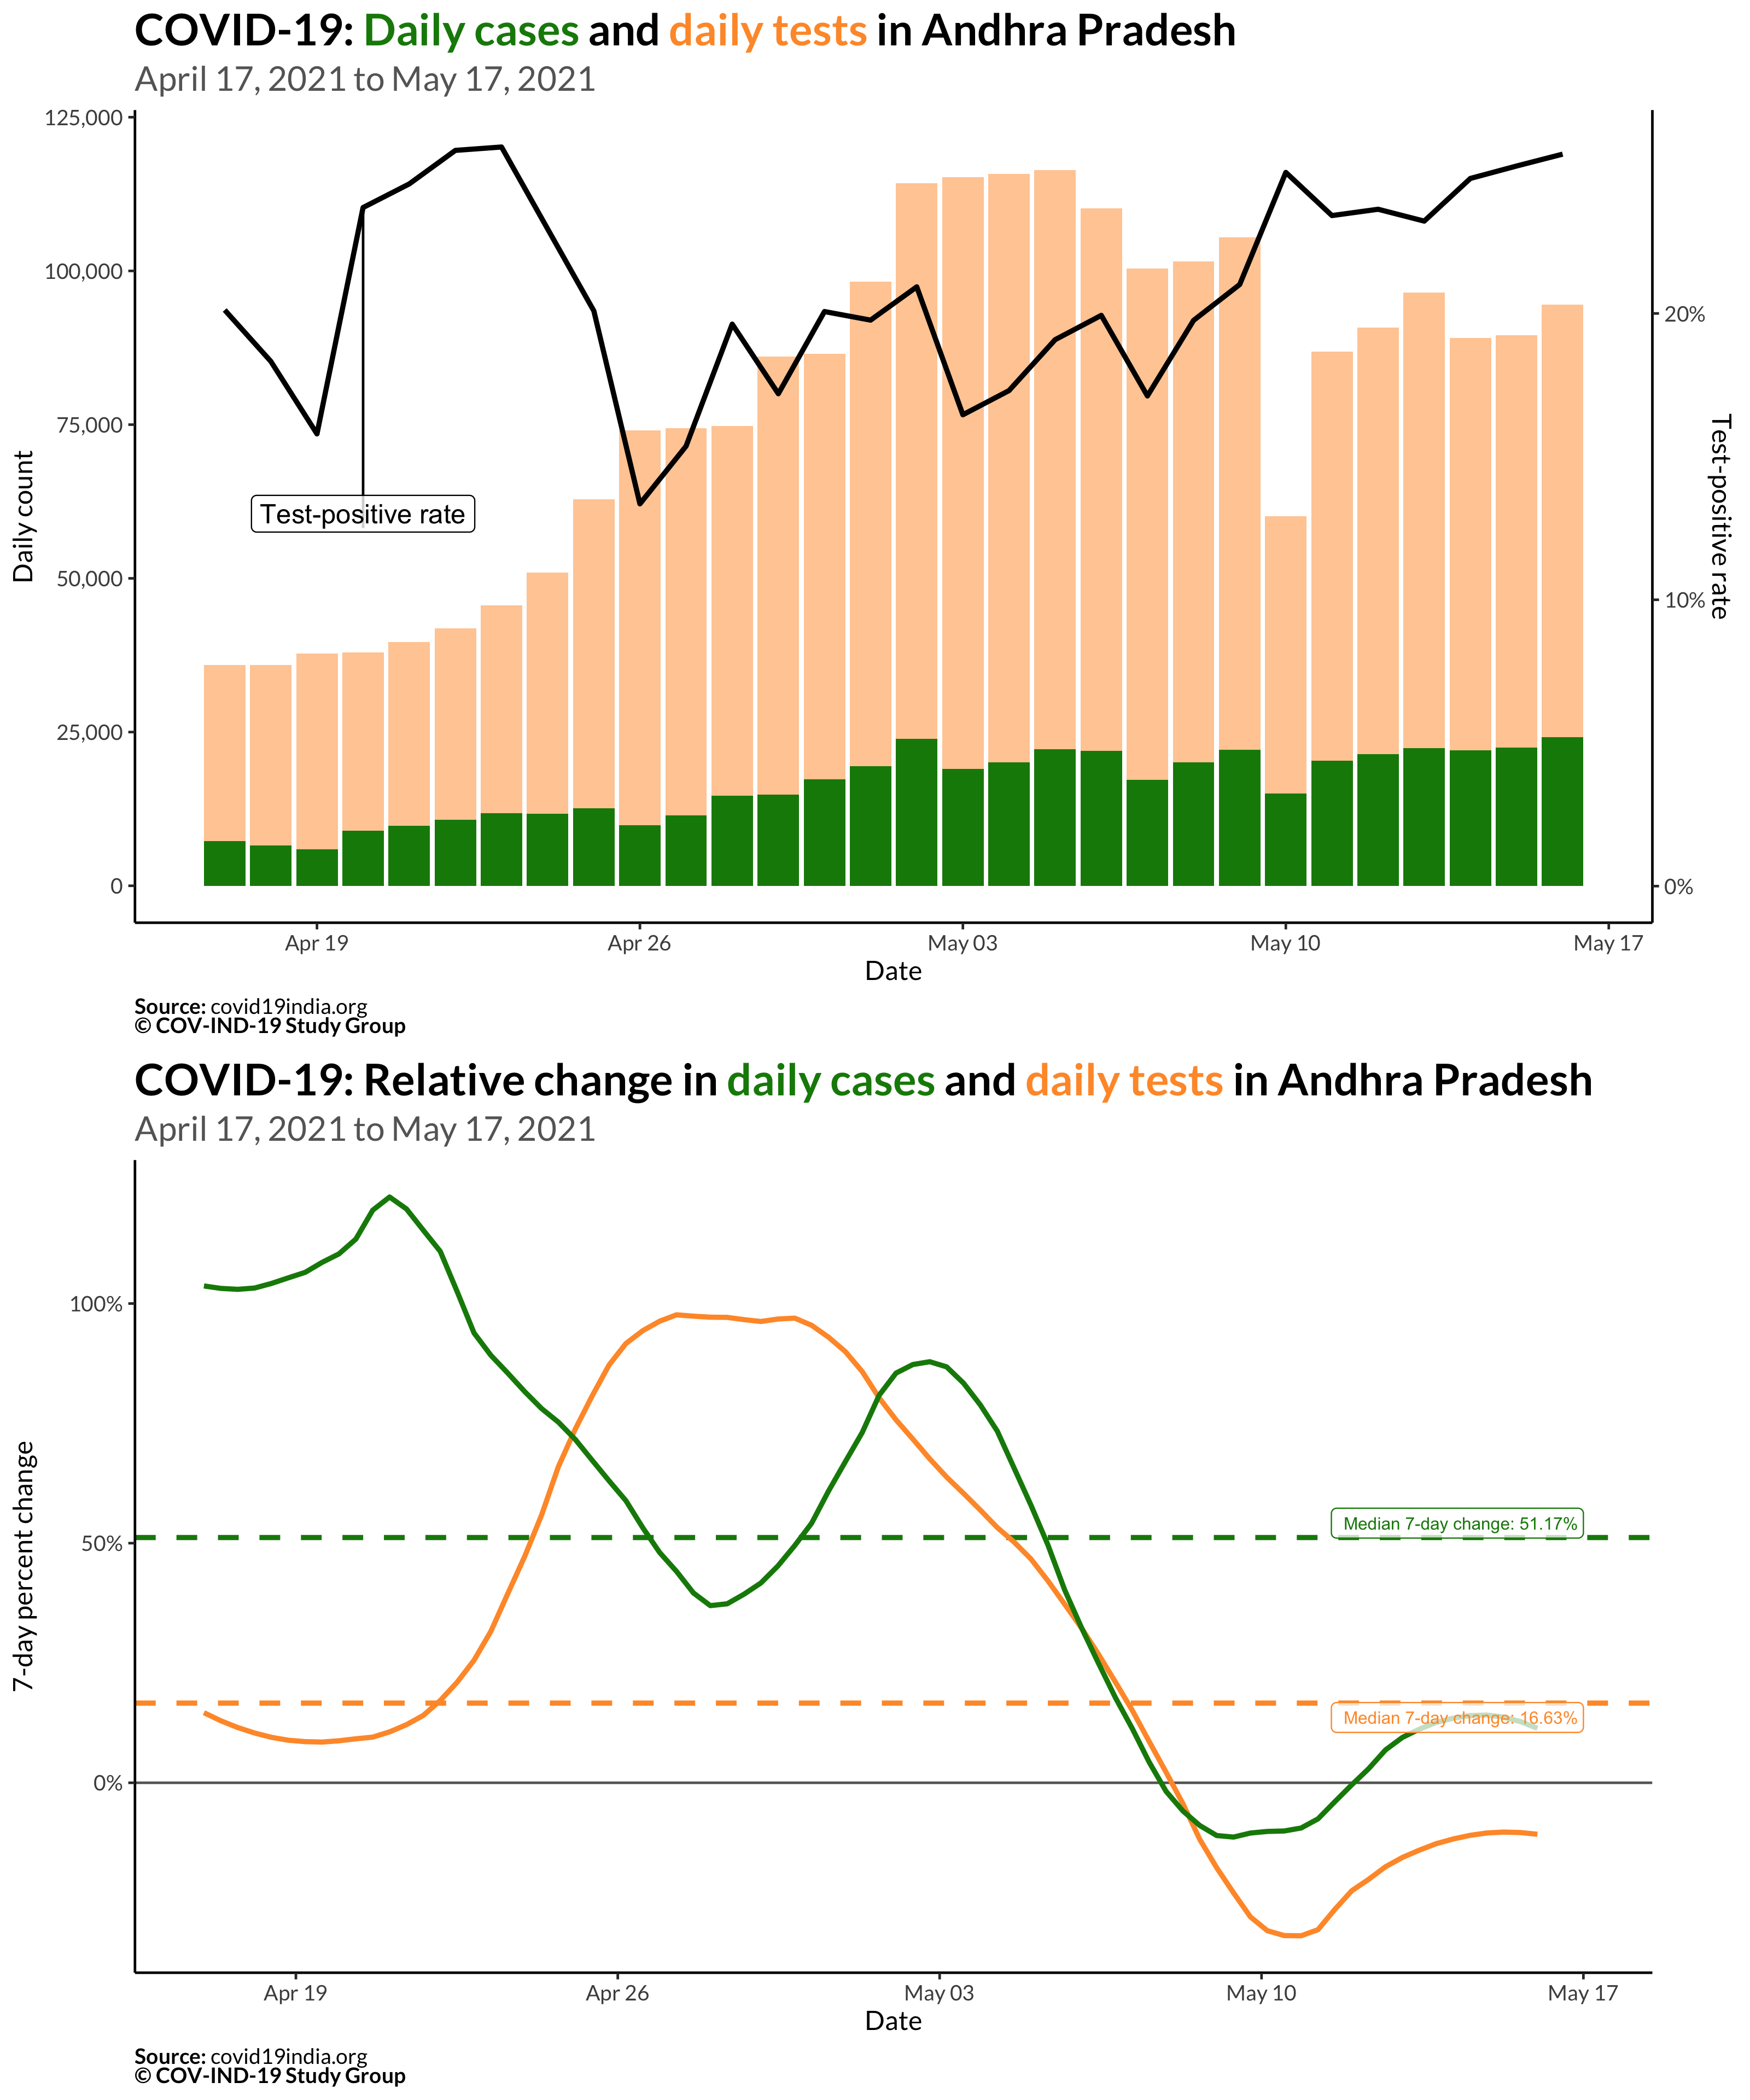 COVID-19: Daily cases and daily tests in Andhra Pradesh
April 17, 2021 to May 17, 2021
125,000
100,000
75,000
50,000
25,000
0
Daily count
Test-positive rate
20%
10%
0%
Test-positive rate
Apr 19 Apr 26 May 03 May 10 May 17
Date
Source: covid19india.org
© COV-IND-19 Study Group
COVID-19: Relative change in daily cases and daily tests in Andhra Pradesh
April 17, 2021 to May 17, 2021
100%
50%
0%
7-day percent change
Median 7-day change: 51.17%
Median 7-day change: 16.63%
Apr 19 Apr 26 May 03 May 10 May 17
Date
Source: covid19india.org
© COV-IND-19 Study Group